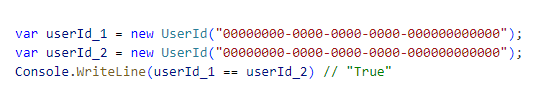 var userId_1 = new UserId("00000000-0000-0000-0000-000000000000");
var userId_2 = new UserId("00000000-0000-0000-0000-000000000000");
Console.WriteLine(userId_1 == userId_2) // "True"